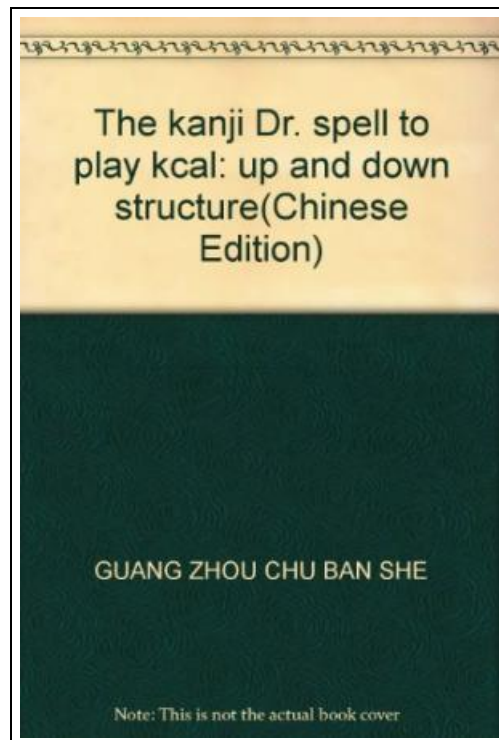 The kanji Dr. spell to
play kcal: up and down
structure(Chinese
Edition)
GUANG ZHOU CHU BAN SHE
Note: This is not the actual book cover